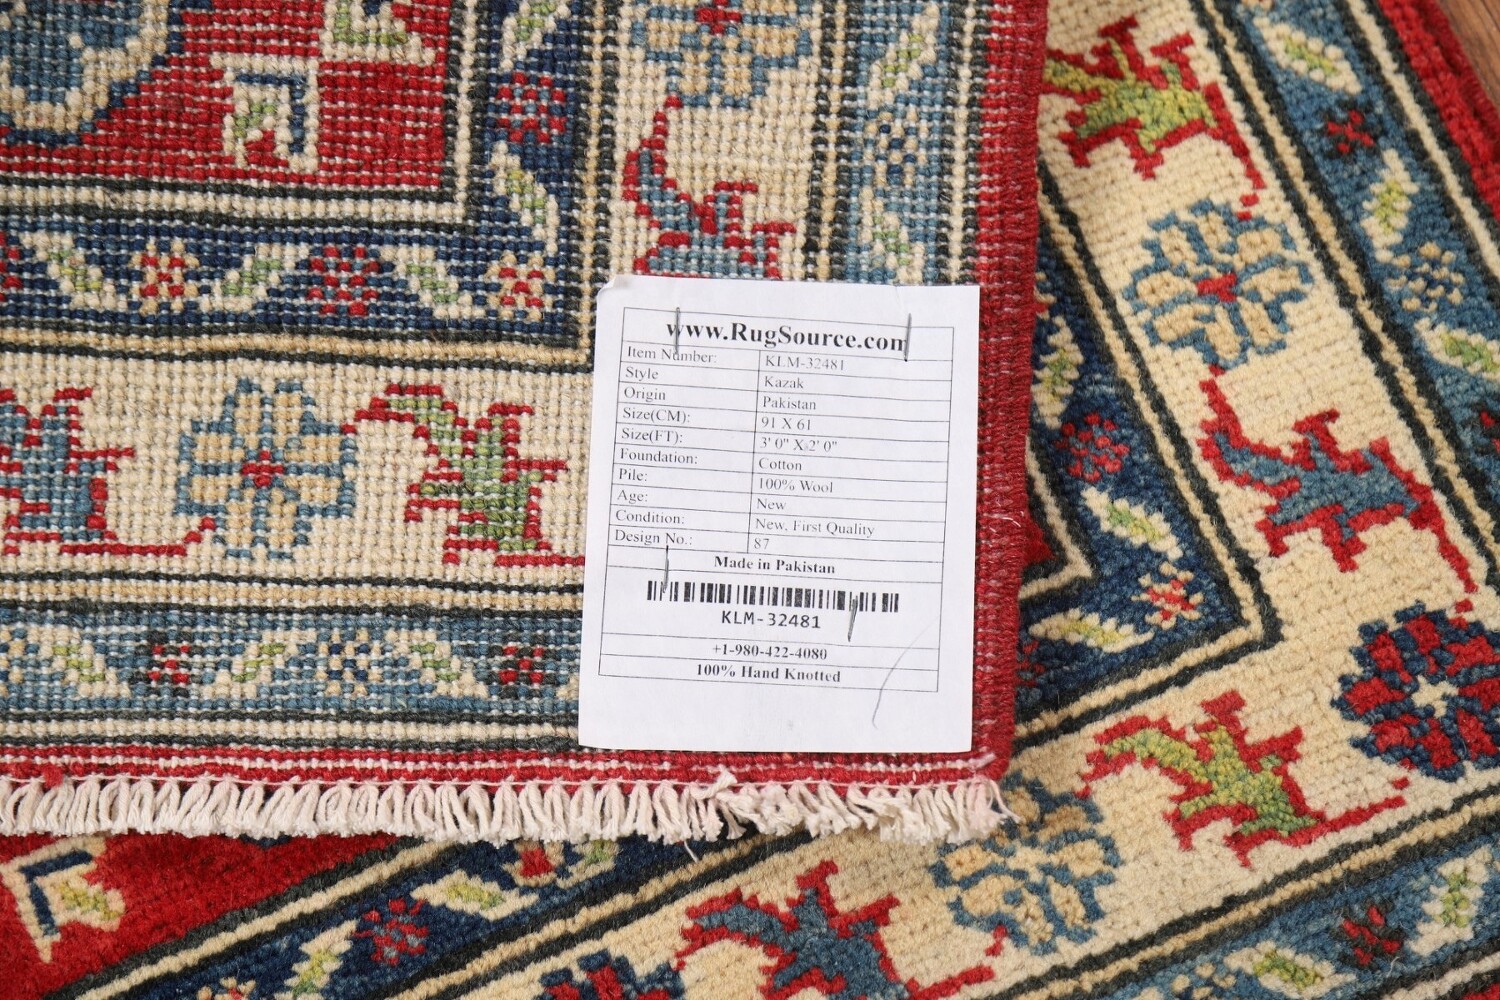 www.RugSource.com
Item Number: KLM-32481
Style Kazak
Origin Pakistan
Size(CM): 91 X 61
Size(FT): 3' 0" X 2' 0"
Foundation: Cotton
Pile: 100% Wool
Age: New
Condition: New, First Quality
Design No.: 87
Made in Pakistan
KLM-32481
+1-980-422-4080
100% Hand Knotted